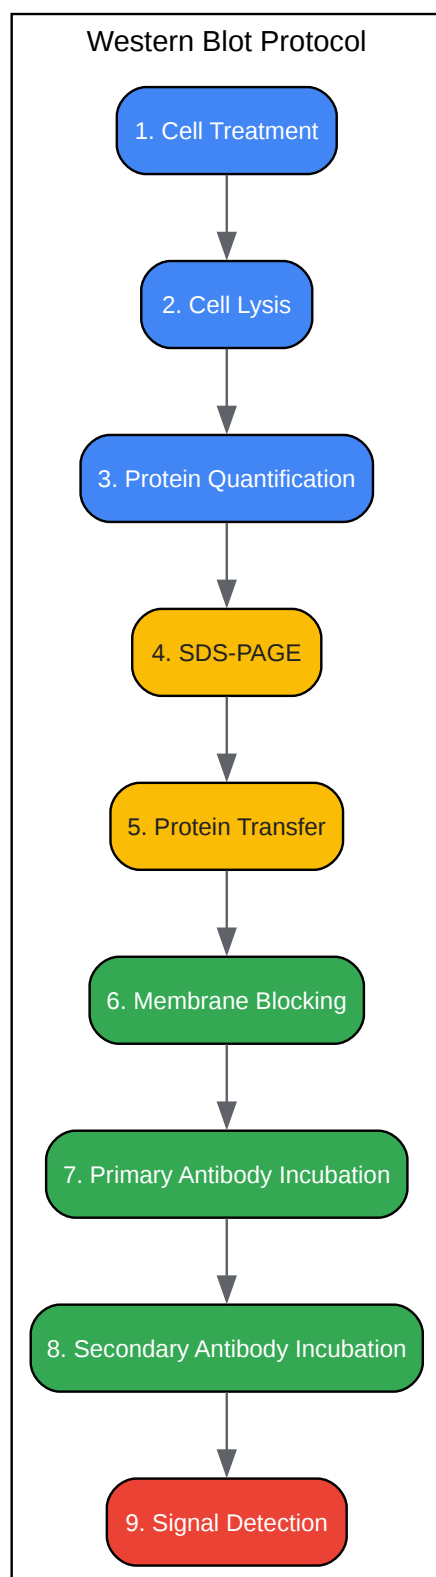 Western Blot Protocol
1. Cell Treatment
2. Cell Lysis
3. Protein Quantification
4. SDS-PAGE
5. Protein Transfer
6. Membrane Blocking
7. Primary Antibody Incubation
8. Secondary Antibody Incubation
9. Signal Detection